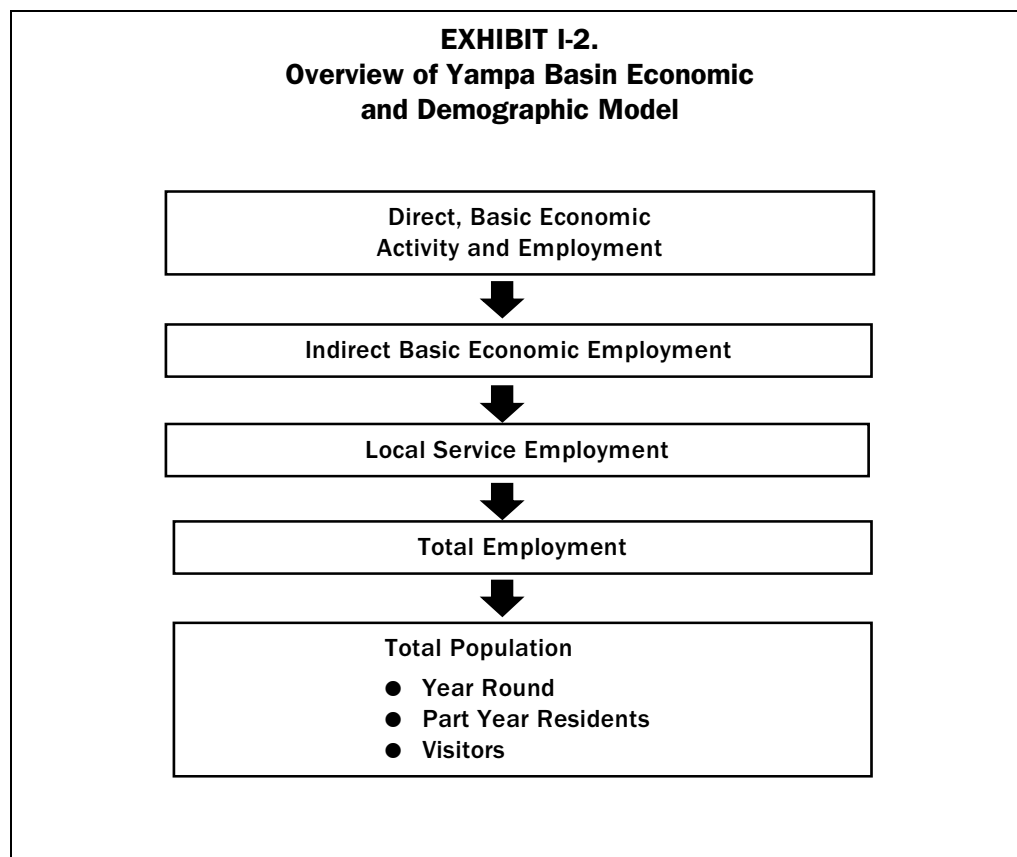 EXHIBIT I-2.
Overview of Yampa Basin Economic
and Demographic Model
Direct, Basic Economic
Activity and Employment
Indirect Basic Economic Employment
Local Service Employment
Total Employment
Total Population
● Year Round
● Part Year Residents
● Visitors